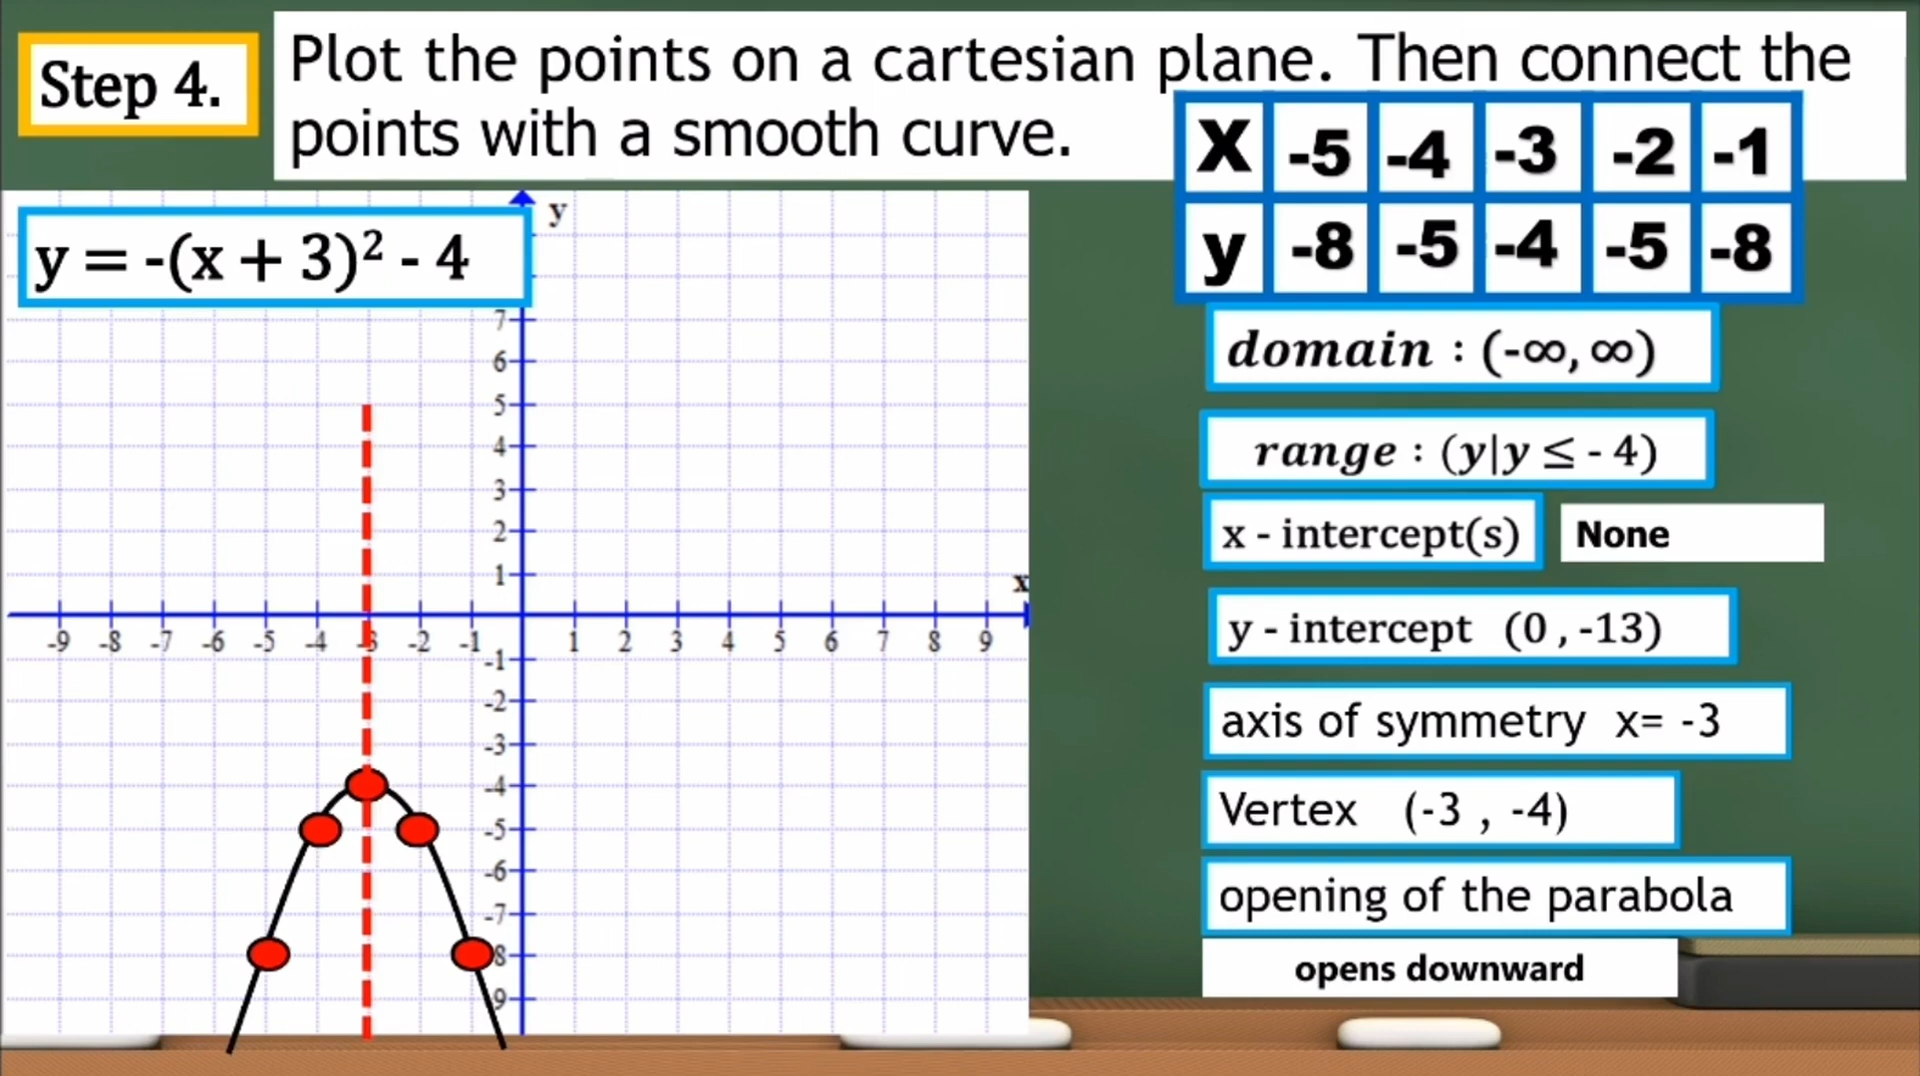 Step 4.
Plot the points on a cartesian plane. Then connect the
points with a smooth curve.
X -5 -4 -3 -2 -1
y -8 -5 -4 -5 -8
y = -(x + 3)² - 4
y
7
6
5
4
3
2
1
x
-9 -8 -7 -6 -5 -4 -3 -2 -1 1 2 3 4 5 6 7 8 9
-1
-2
-3
-4
-5
-6
-7
8
9
domain : (-∞, ∞)
range : (y|y ≤ - 4)
x - intercept(s) None
y - intercept (0 , -13)
axis of symmetry x= -3
Vertex (-3 , -4)
opening of the parabola
opens downward